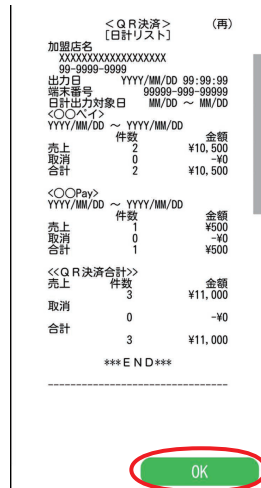 <QR決済> (再)
[日計リスト]
加盟店名
XXXXXXXXXXXXXXXXXXX
99-9999-9999
出力日 YYYY/MM/DD 99:99:99
端末番号 99999-999-99999
日計出力対象日 MM/DD ～ MM/DD
<〇〇ペイ>
YYYY/MM/DD ～ YYYY/MM/DD
件数 金額
売上 2 ¥10,500
取消 0 -¥0
合計 2 ¥10,500
<〇〇Pay>
YYYY/MM/DD ～ YYYY/MM/DD
件数 金額
売上 1 ¥500
取消 0 -¥0
合計 1 ¥500
<<QR決済合計>>
売上 件数 金額
3 ¥11,000
取消
0 -¥0
合計
3 ¥11,000
***END***
--------------------------------
OK